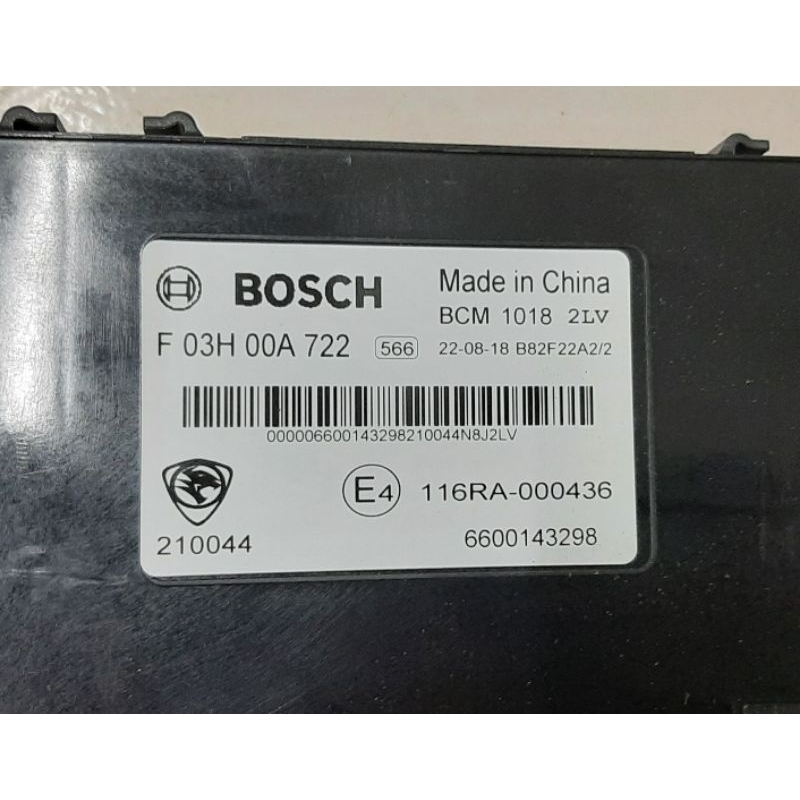 BOSCH Made in China
BCM 1018 2LV
F 03H 00A 722 566 22-08-18 B82F22A2/2
000006600143298210044N8J2LV
E4 116RA-000436
210044 6600143298